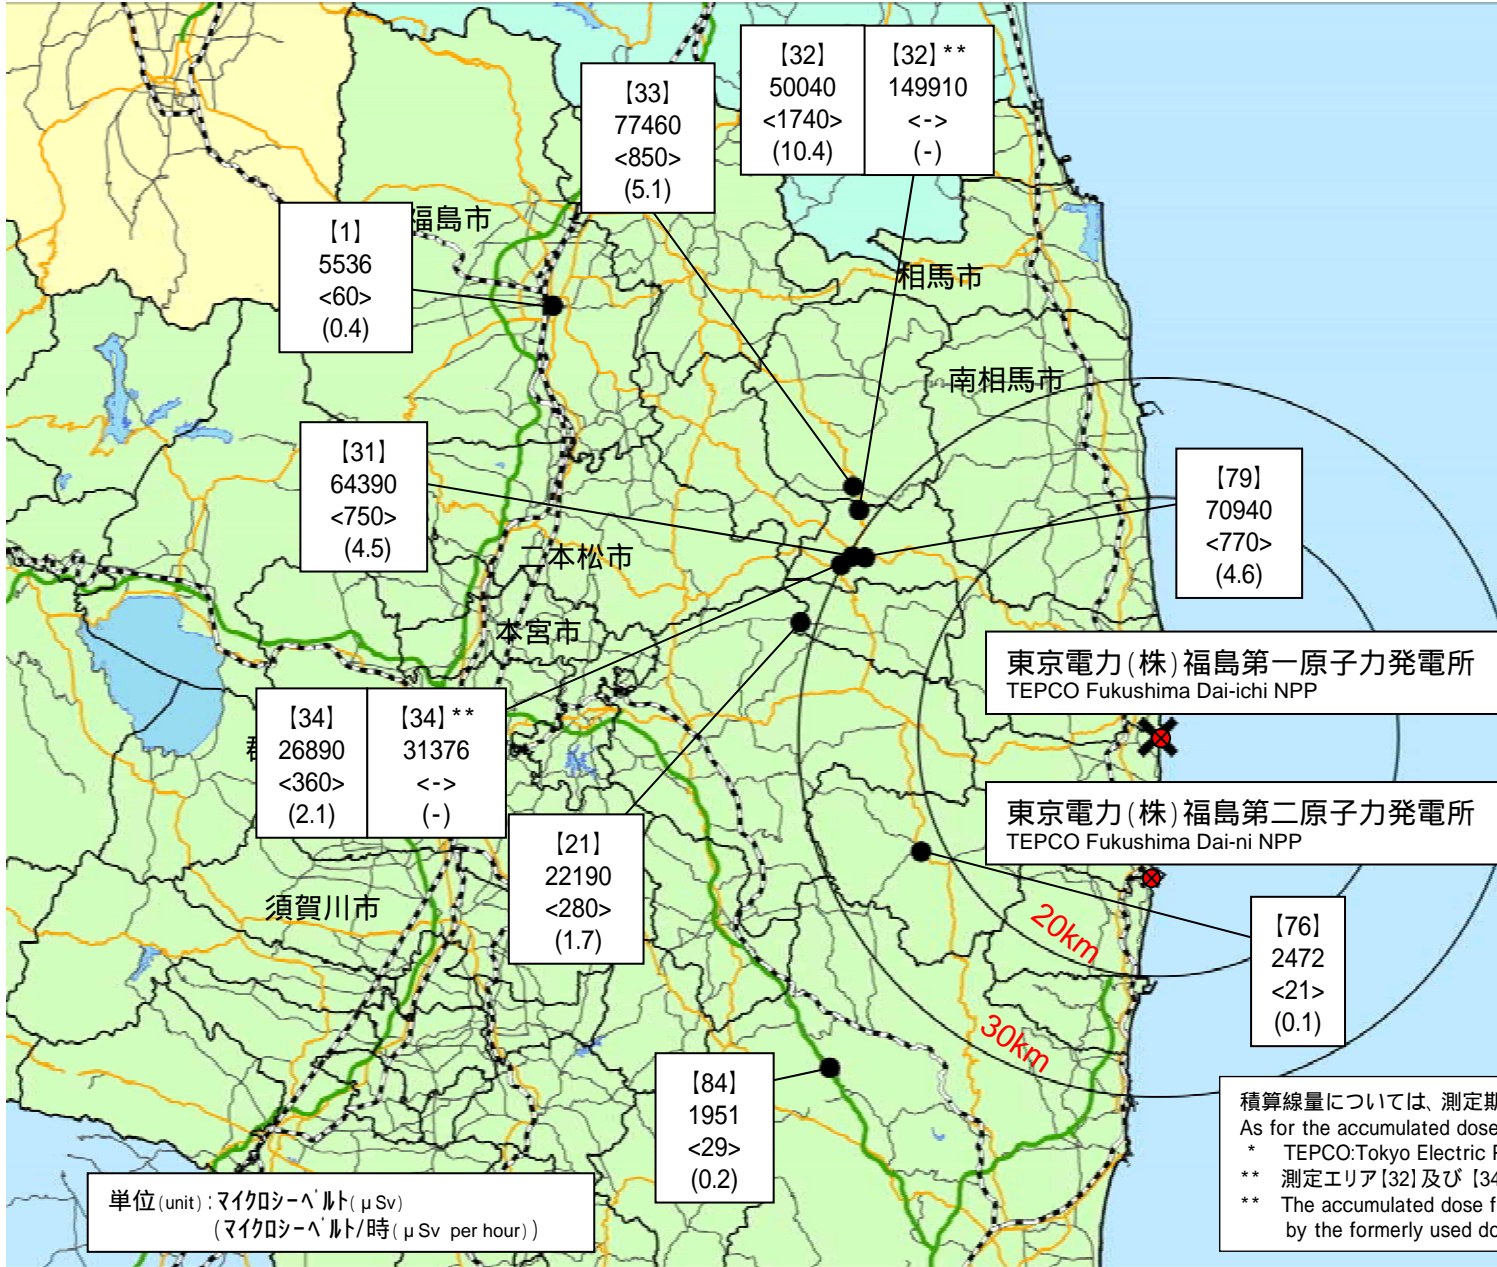 【32】
50040
<1740>
(10.4)
【32】**
149910
<->
(-)
【33】
77460
<850>
(5.1)
福島市
【1】
5536
<60>
(0.4)
相馬市
南相馬市
【31】
64390
<750>
(4.5)
【79】
70940
<770>
(4.6)
二本松市
本宮市
東京電力(株)福島第一原子力発電所
TEPCO Fukushima Dai-ichi NPP
【34】
26890
<360>
(2.1)
【34】**
31376
<->
(-)
東京電力(株)福島第二原子力発電所
TEPCO Fukushima Dai-ni NPP
【21】
22190
<280>
(1.7)
須賀川市
20km
【76】
2472
<21>
(0.1)
30km
【84】
1951
<29>
(0.2)
積算線量については、測定期
As for the accumulated dose
* TEPCO:Tokyo Electric
** 測定エリア【32】及び【34
** The accumulated dose f
by the formerly used do
単位(unit):マイクロシーベルト(μSv)
(マイクロシーベルト/時(μSv per hour))